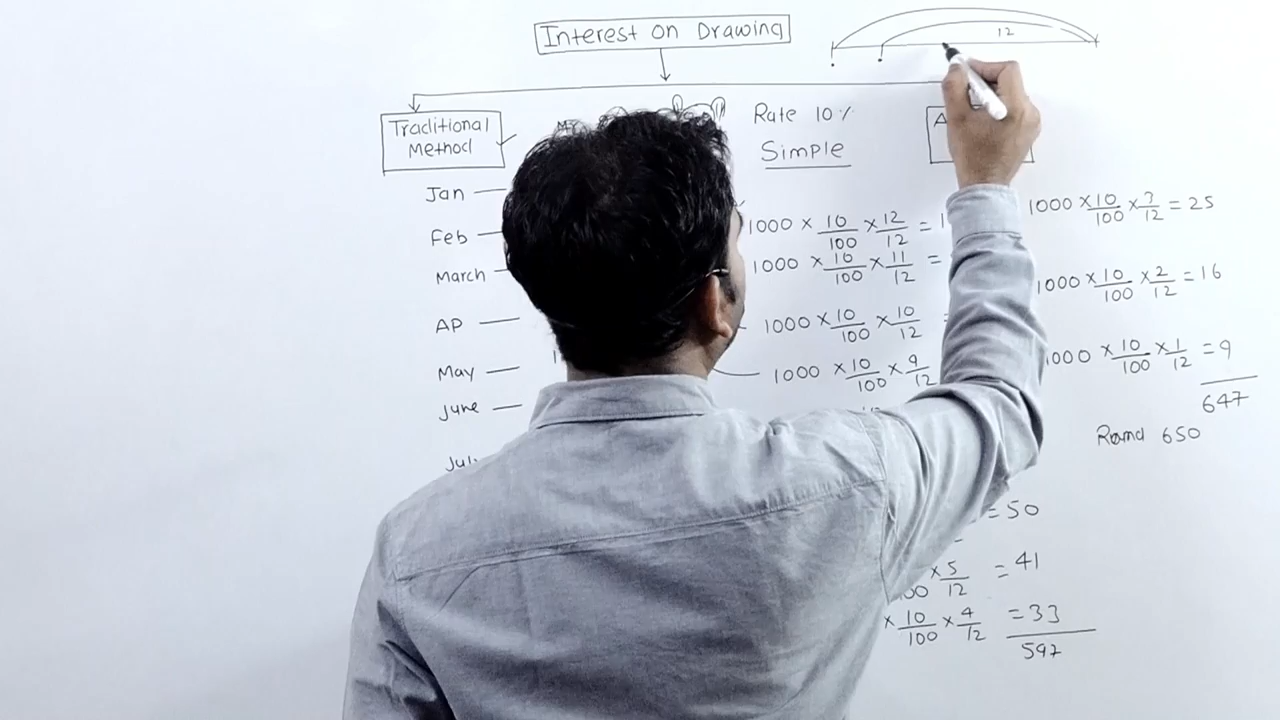 Interest on Drawing
12
Traditional
Method
Rate 10%
Simple
Jan —
Feb —
March —
AP —
May —
June —
1000 × 10/100 × 12/12 = 1
1000 × 10/100 × 11/12 =
1000 × 10/100 × 10/12
1000 × 10/100 × 9/12
= 50
× 5/12 = 41
× 10/100 × 4/12 = 33
597
1000 × 10/100 × 3/12 = 25
1000 × 10/100 × 2/12 = 16
1000 × 10/100 × 1/12 = 9
647
Round 650